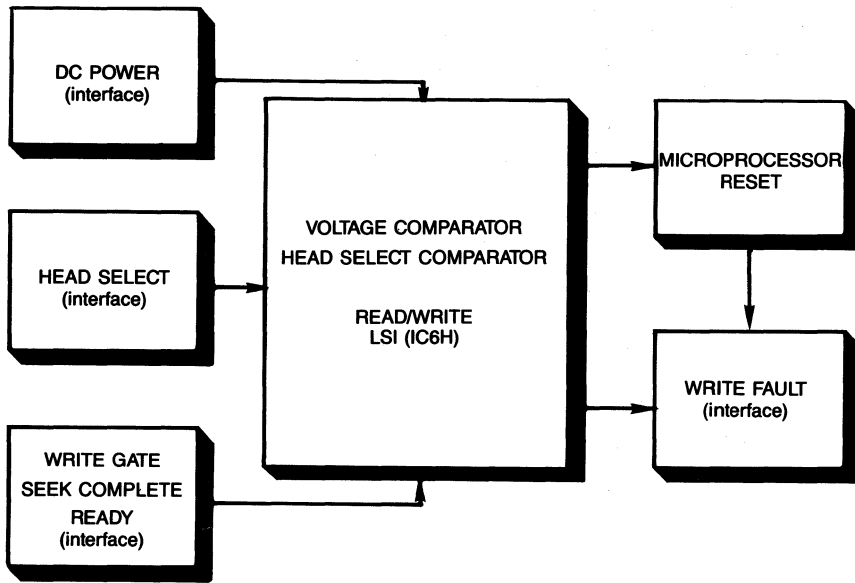 DC POWER
(interface)
HEAD SELECT
(interface)
WRITE GATE
SEEK COMPLETE
READY
(interface)
VOLTAGE COMPARATOR
HEAD SELECT COMPARATOR
READ/WRITE
LSI (IC6H)
MICROPROCESSOR
RESET
WRITE FAULT
(interface)